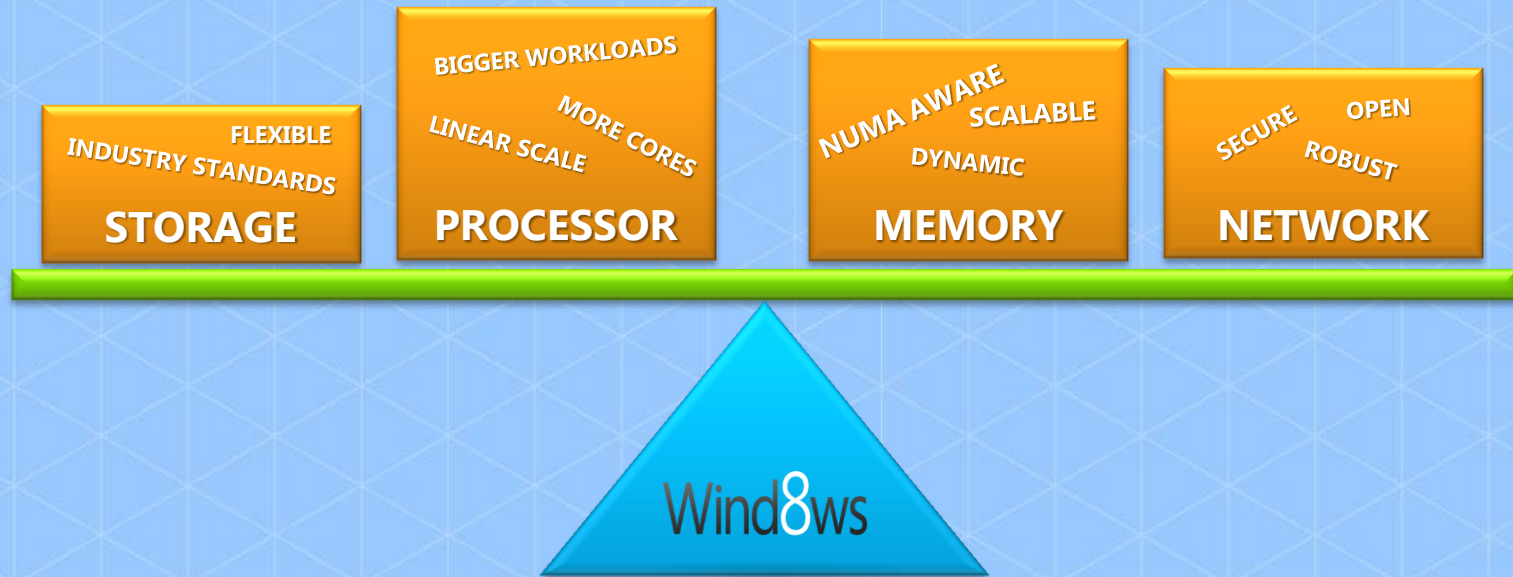 FLEXIBLE
INDUSTRY STANDARDS
STORAGE
BIGGER WORKLOADS
MORE CORES
LINEAR SCALE
PROCESSOR
NUMA AWARE
SCALABLE
DYNAMIC
MEMORY
SECURE
OPEN
ROBUST
NETWORK
Wind8ws